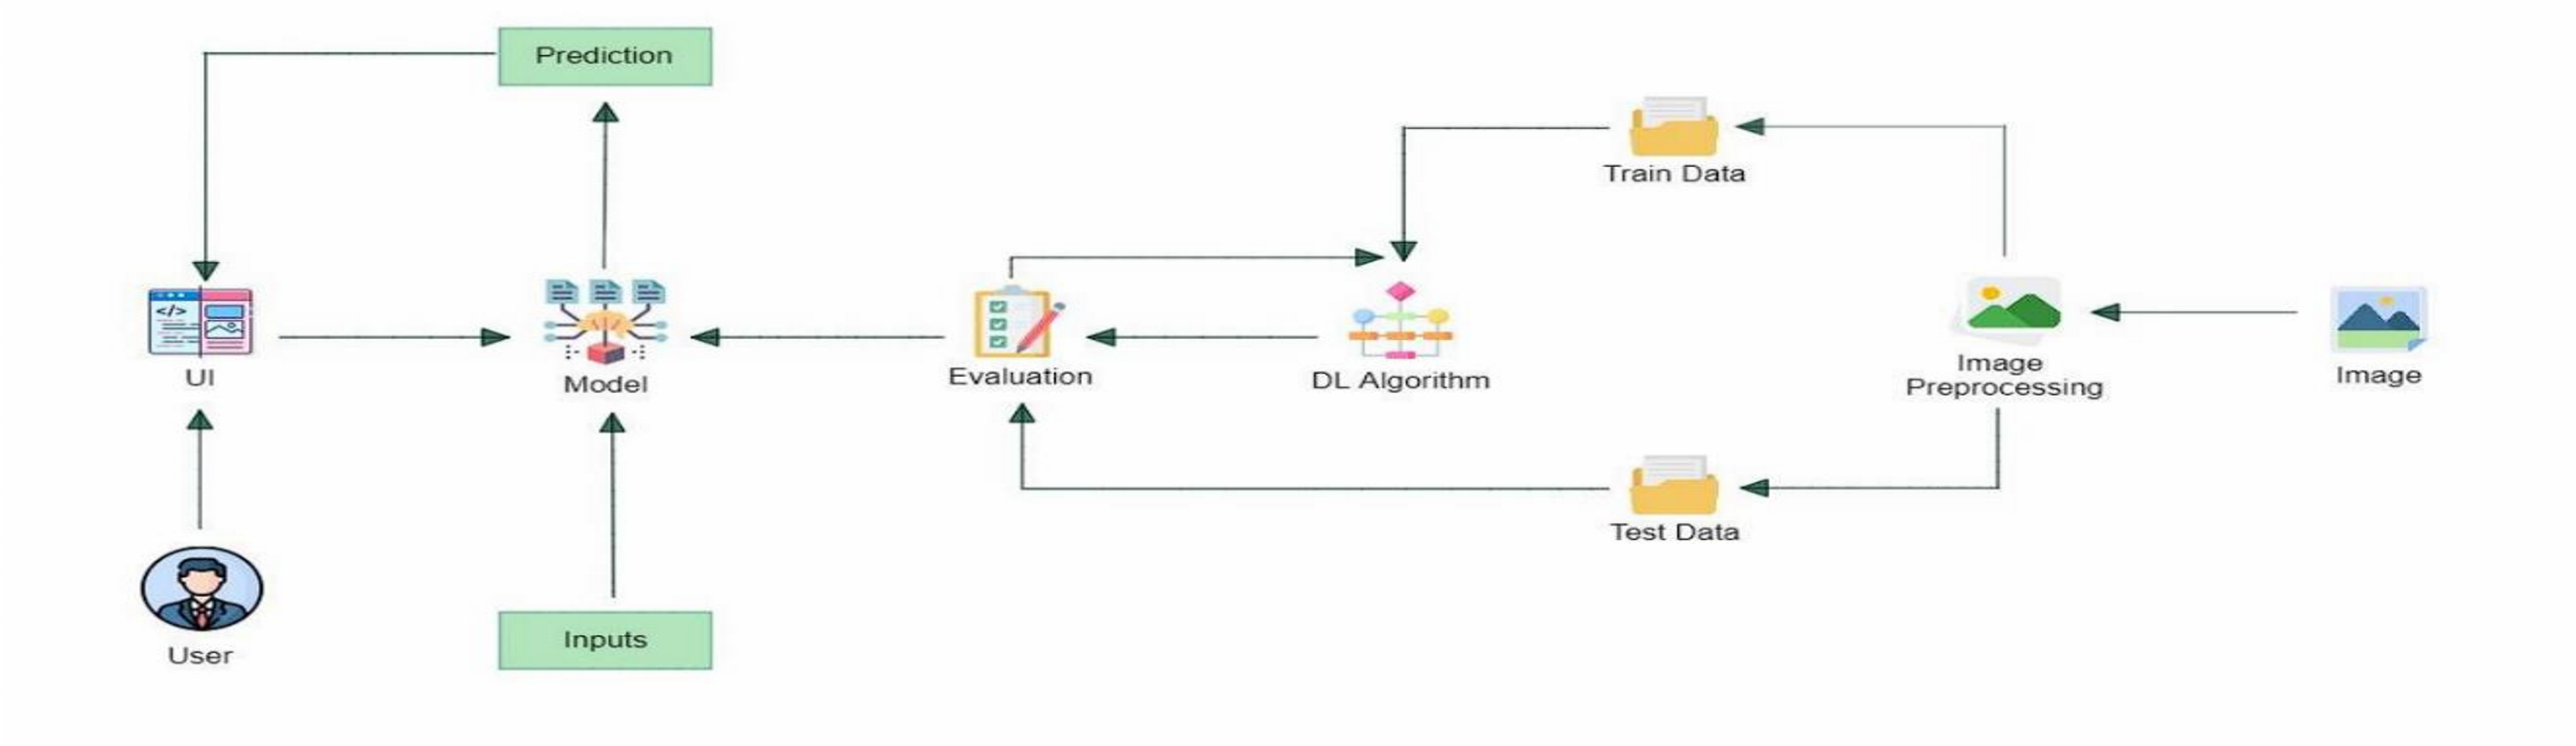 Prediction
Train Data
UI
Model
Evaluation
DL Algorithm
Image
Preprocessing
Image
Test Data
User
Inputs